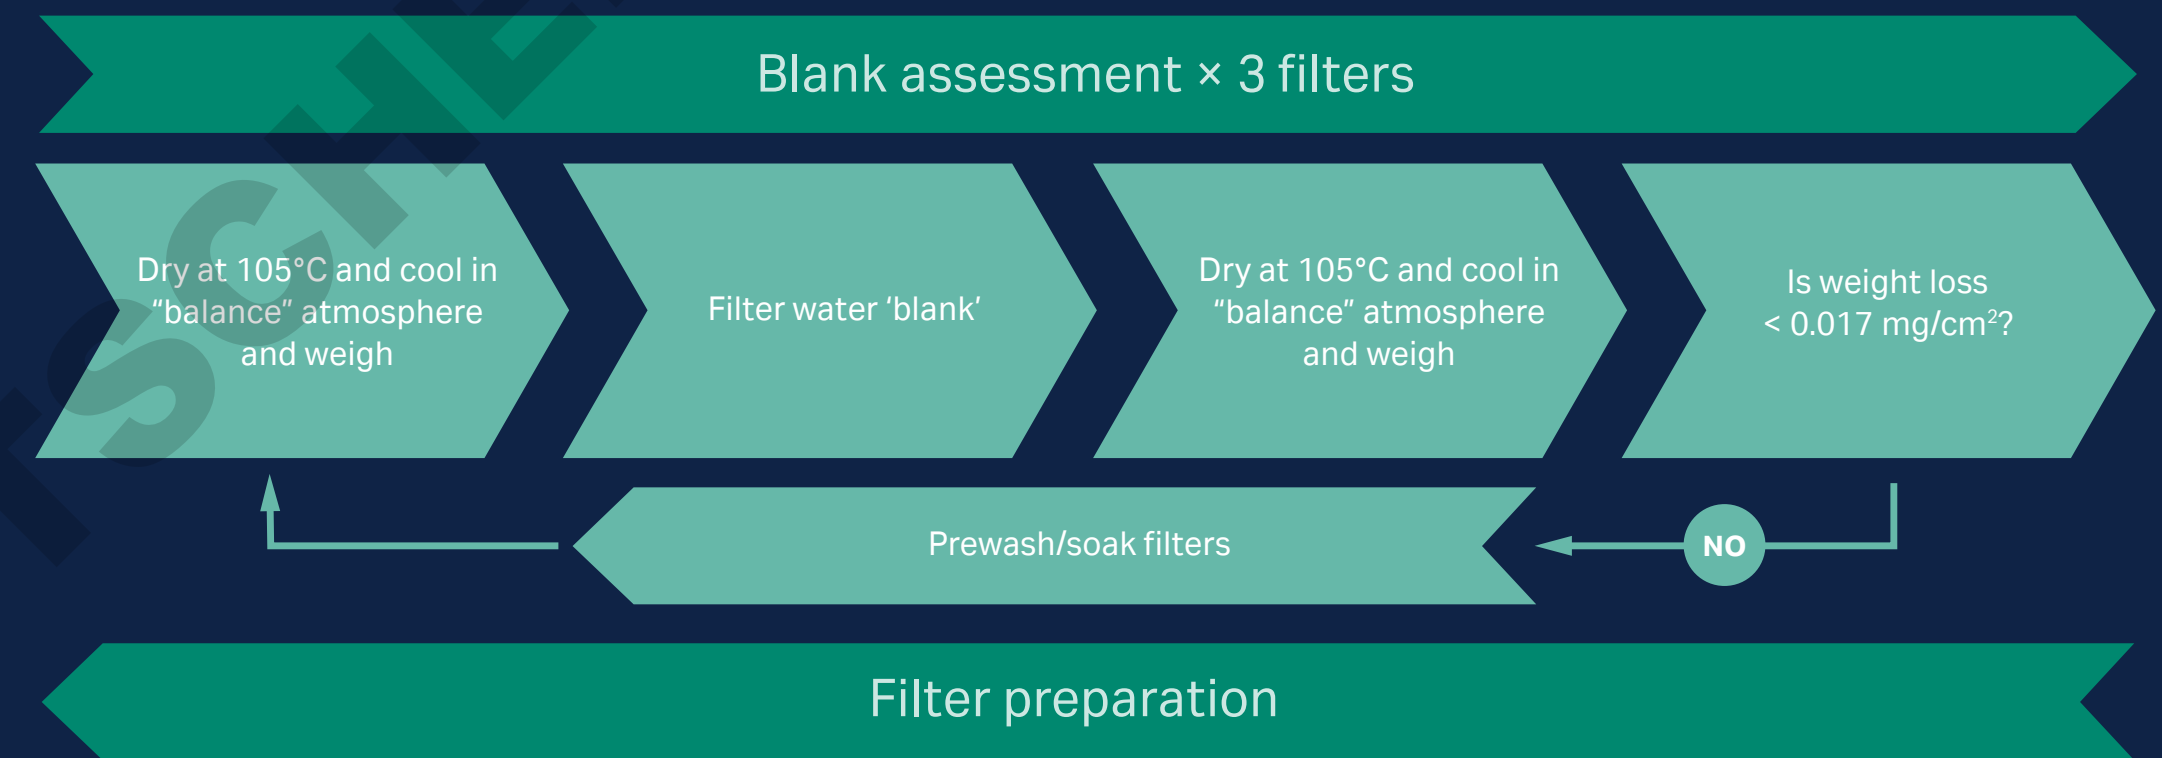 Blank assessment × 3 filters
Dry at 105°C and cool in
“balance” atmosphere
and weigh
Filter water ‘blank’
Dry at 105°C and cool in
“balance” atmosphere
and weigh
Is weight loss
< 0.017 mg/cm²?
Prewash/soak filters
NO
Filter preparation